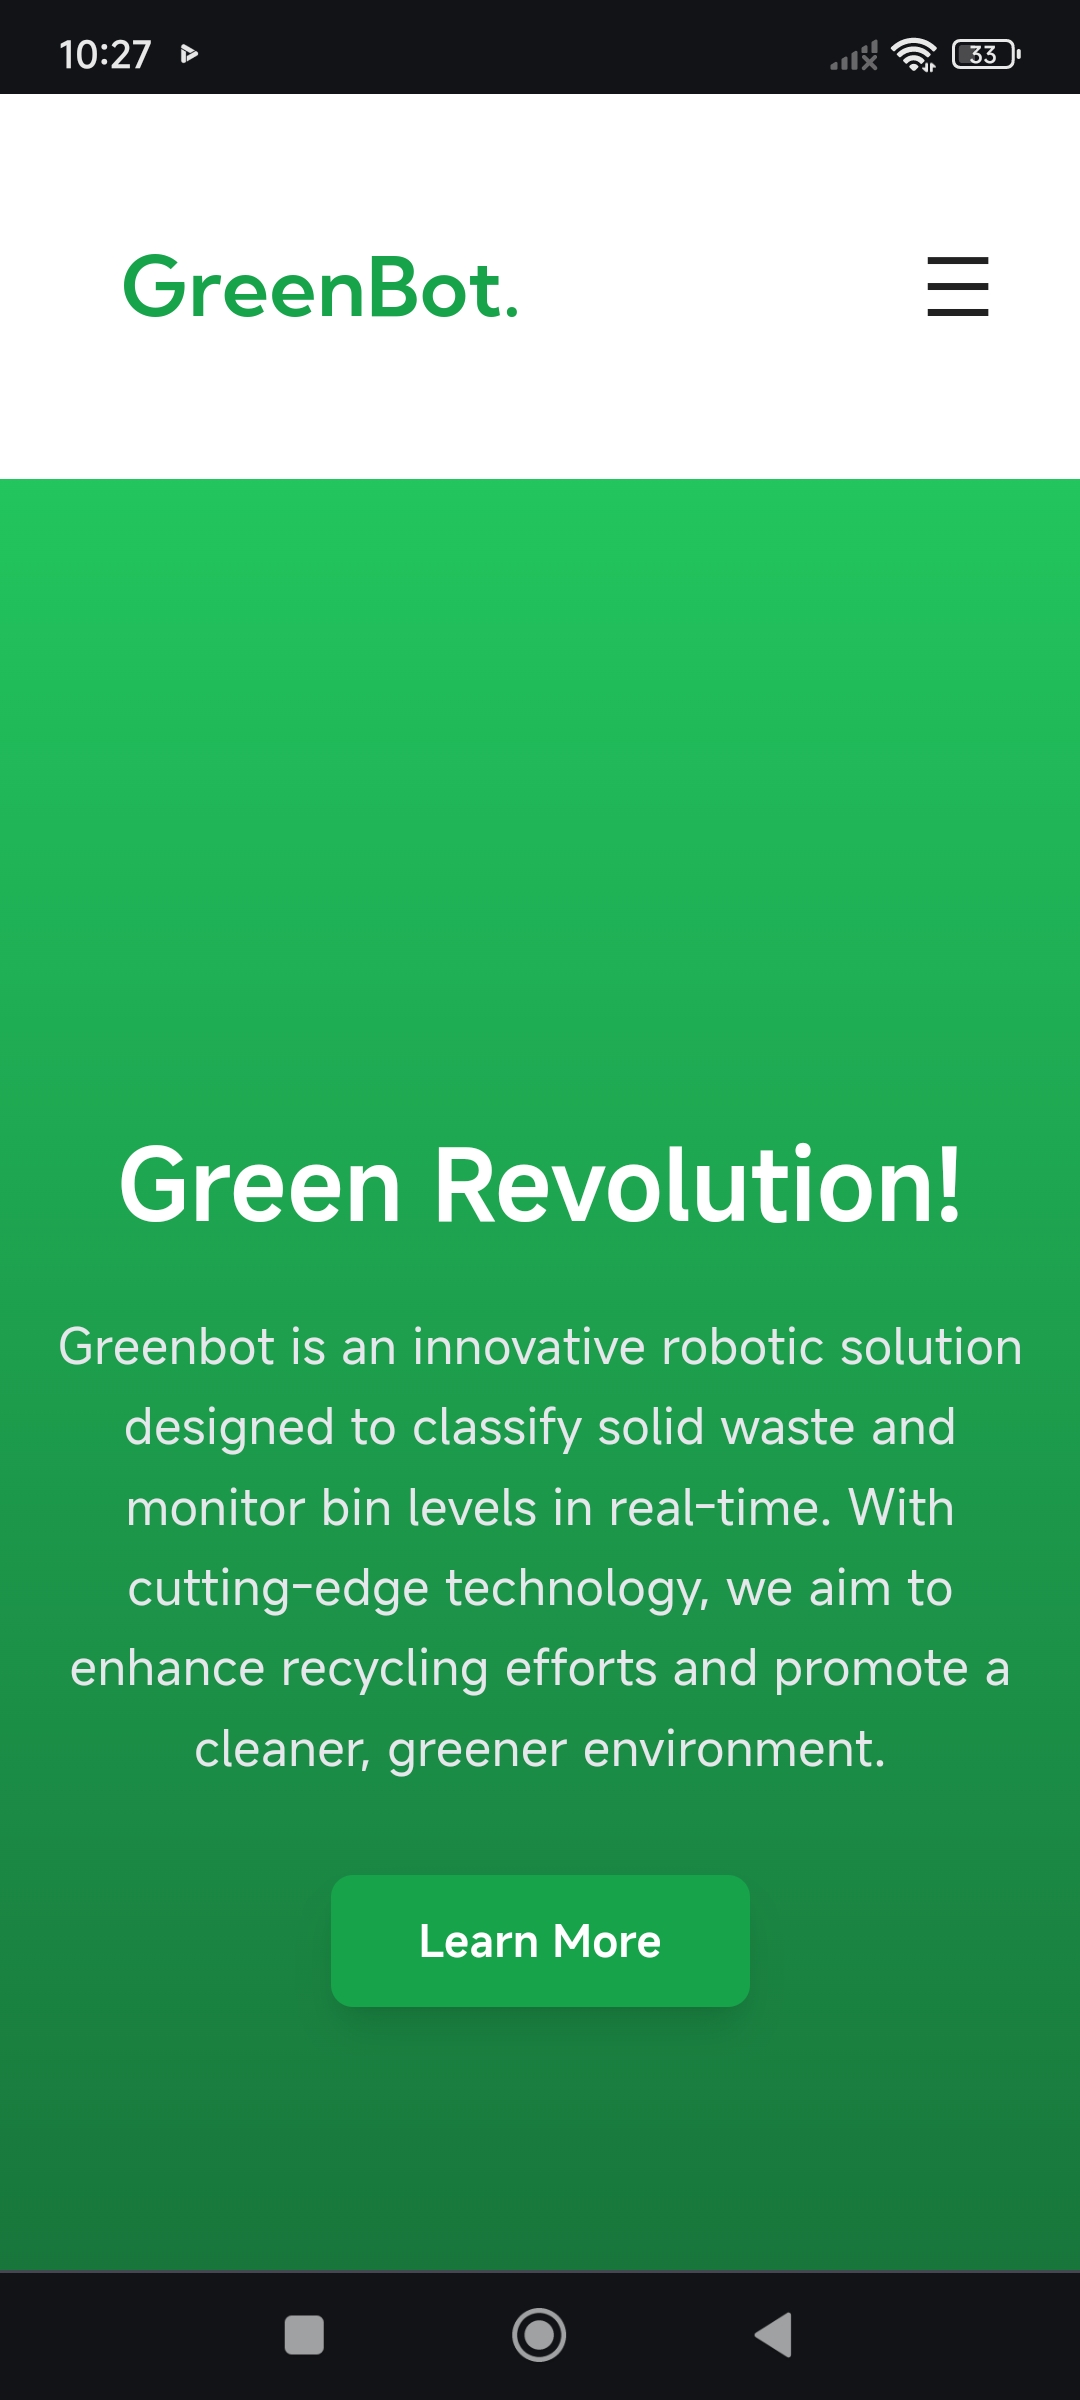 10:27
33
GreenBot.
Green Revolution!
Greenbot is an innovative robotic solution
designed to classify solid waste and
monitor bin levels in real-time. With
cutting-edge technology, we aim to
enhance recycling efforts and promote a
cleaner, greener environment.
Learn More